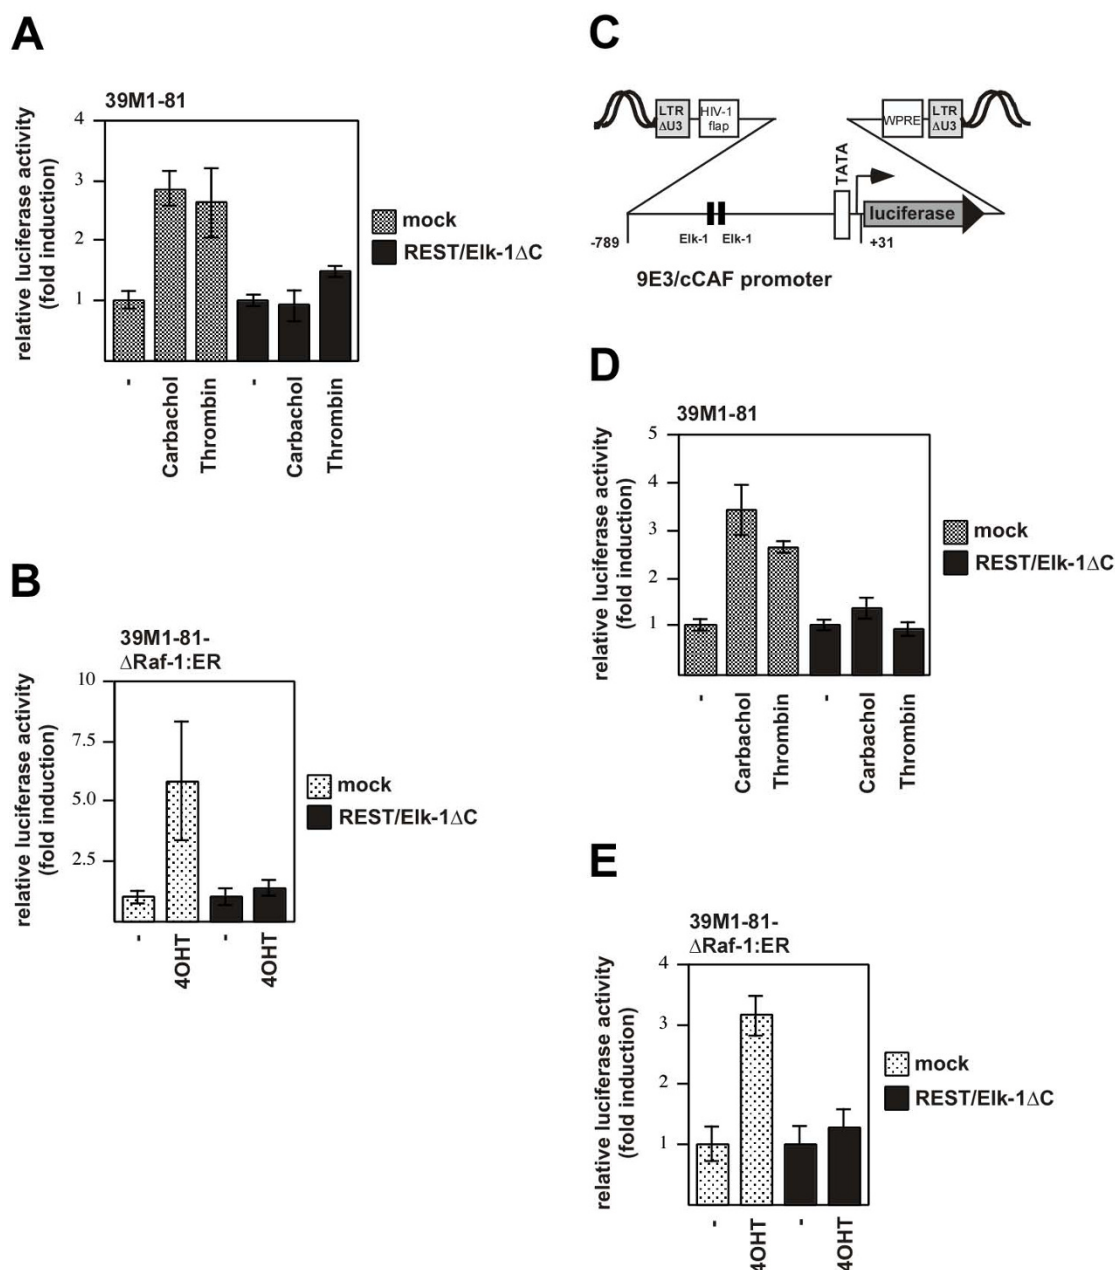 A
39M1-81
relative luciferase activity
(fold induction)
4
3
2
1
-
Carbachol
Thrombin
-
Carbachol
Thrombin
mock
REST/Elk-1ΔC
B
39M1-81-
ΔRaf-1:ER
relative luciferase activity
(fold induction)
10
7.5
5.0
2.5
-
4OHT
-
4OHT
mock
REST/Elk-1ΔC
C
LTR
ΔU3
HIV-1
flap
WPRE
LTR
ΔU3
TATA
luciferase
-789
Elk-1
Elk-1
+31
9E3/cCAF promoter
D
39M1-81
relative luciferase activity
(fold induction)
5
4
3
2
1
-
Carbachol
Thrombin
-
Carbachol
Thrombin
mock
REST/Elk-1ΔC
E
39M1-81-
ΔRaf-1:ER
relative luciferase activity
(fold induction)
4
3
2
1
-
4OHT
-
4OHT
mock
REST/Elk-1ΔC